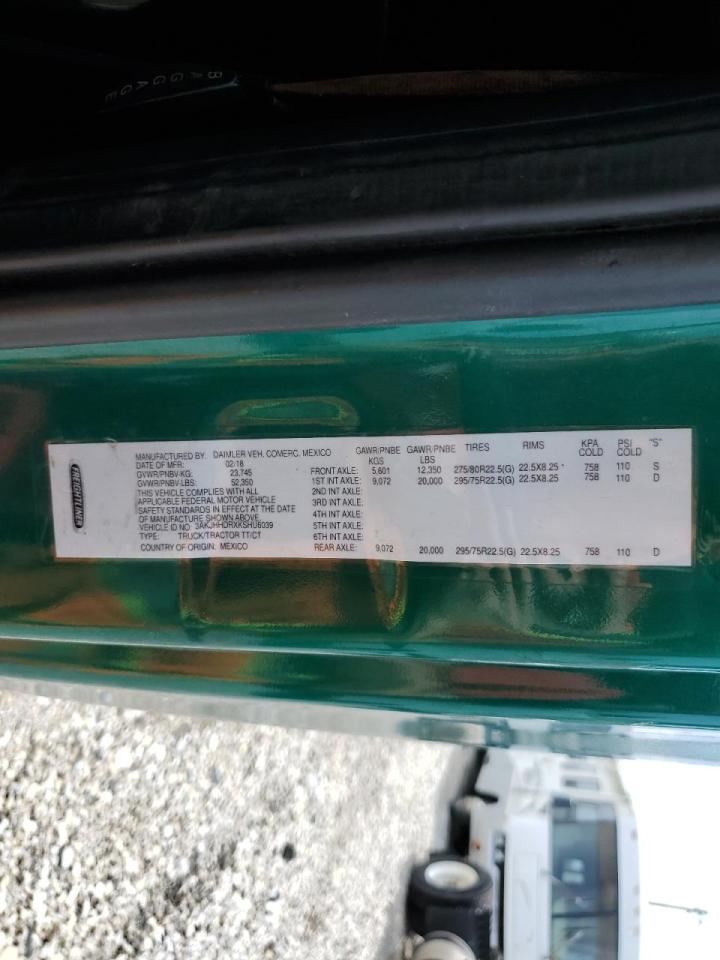 BAGGAGE
FREIGHTLINER
MANUFACTURED BY: DAIMLER VEH. COMERC. MEXICO
DATE OF MFR: 02/18
GVWR/PNBV-KG: 23,745
GVWR/PNBV-LBS: 52,350
THIS VEHICLE COMPLIES WITH ALL
APPLICABLE FEDERAL MOTOR VEHICLE
SAFETY STANDARDS IN EFFECT AT THE DATE
OF MANUFACTURE SHOWN ABOVE.
VEHICLE ID NO: 3AKJHHDRXKSHU6039
TYPE: TRUCK/TRACTOR TT/CT
COUNTRY OF ORIGIN: MEXICO
GAWR/PNBE KGS GAWR/PNBE LBS TIRES RIMS KPA COLD PSI COLD "S"
FRONT AXLE: 5,601 12,350 275/80R22.5(G) 22.5X8.25 * 758 110 S
1ST INT AXLE: 9,072 20,000 295/75R22.5(G) 22.5X8.25 758 110 D
2ND INT AXLE:
3RD INT AXLE:
4TH INT AXLE:
5TH INT AXLE:
6TH INT AXLE:
REAR AXLE: 9,072 20,000 295/75R22.5(G) 22.5X8.25 758 110 D